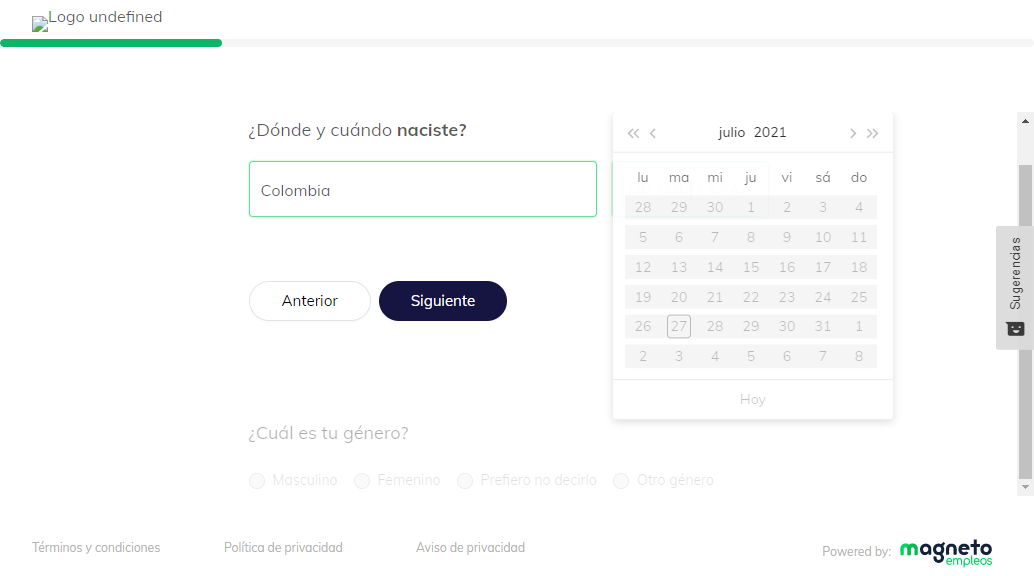 Logo undefined
¿Dónde y cuándo naciste?
Colombia
julio 2021
lu ma mi ju vi sá do
28 29 30 1 2 3 4
5 6 7 8 9 10 11
12 13 14 15 16 17 18
19 20 21 22 23 24 25
26 27 28 29 30 31 1
2 3 4 5 6 7 8
Hoy
Anterior
Siguiente
Sugerencias
¿Cuál es tu género?
Masculino Femenino Prefiero no decirlo Otro género
Términos y condiciones
Política de privacidad
Aviso de privacidad
Powered by: magneto
empleos